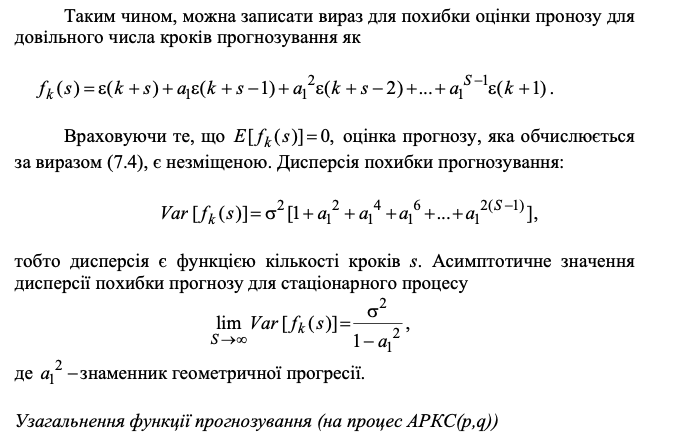 Таким чином, можна записати вираз для похибки оцінки пронозу для
довільного числа кроків прогнозування як
f_k(s) = ε(k + s) + a_1 ε(k + s − 1) + a_1^2 ε(k + s − 2) + ... + a_1^{S−1} ε(k + 1) .
Враховуючи те, що E[f_k(s)] = 0, оцінка прогнозу, яка обчислюється
за виразом (7.4), є незміщеною. Дисперсія похибки прогнозування:
Var [f_k(s)] = σ^2 [1 + a_1^2 + a_1^4 + a_1^6 + ... + a_1^{2(S−1)}],
тобто дисперсія є функцією кількості кроків s. Асимптотичне значення
дисперсії похибки прогнозу для стаціонарного процесу
lim_{S→∞} Var [f_k(s)] = σ^2 / (1 − a_1^2) ,
де a_1^2 – знаменник геометричної прогресії.
Узагальнення функції прогнозування (на процес АРКС(p,q))